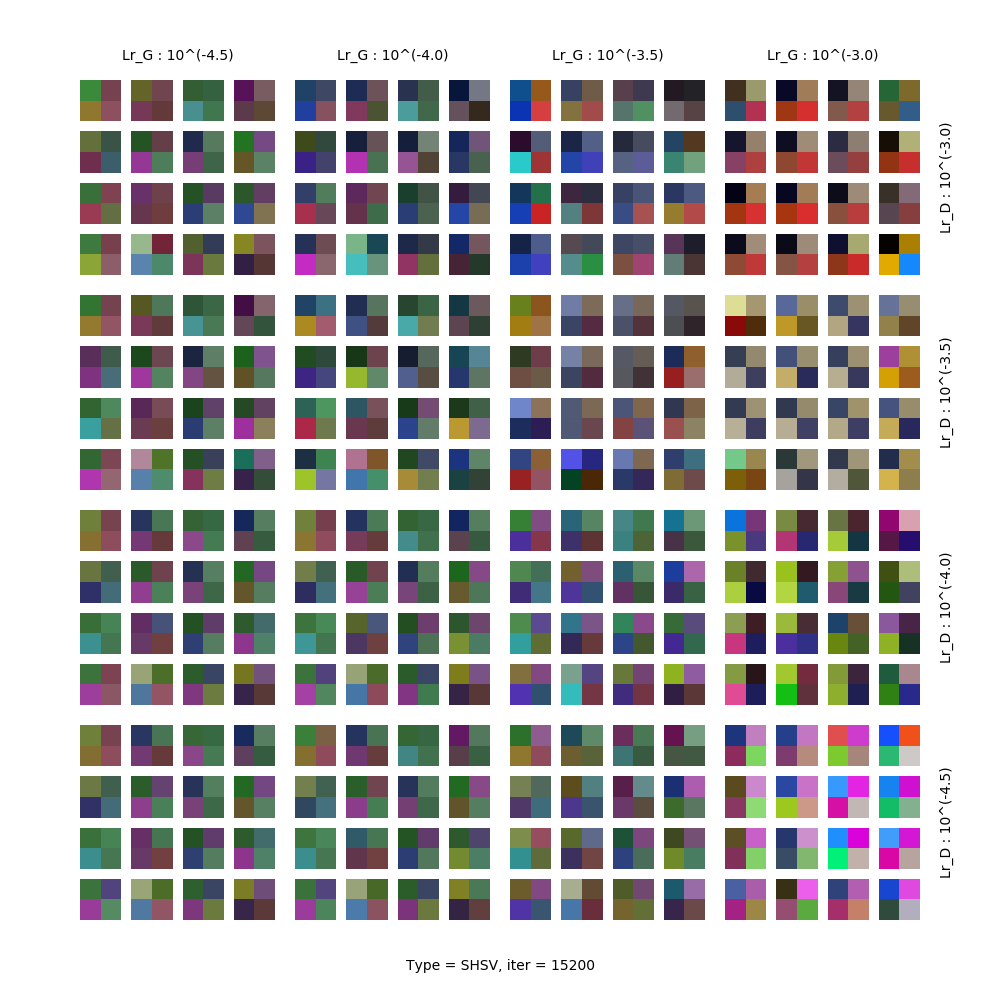 Lr_G : 10^(-4.5)
Lr_G : 10^(-4.0)
Lr_G : 10^(-3.5)
Lr_G : 10^(-3.0)
Lr_D : 10^(-3.0)
Lr_D : 10^(-3.5)
Lr_D : 10^(-4.0)
Lr_D : 10^(-4.5)
Type = SHSV, iter = 15200